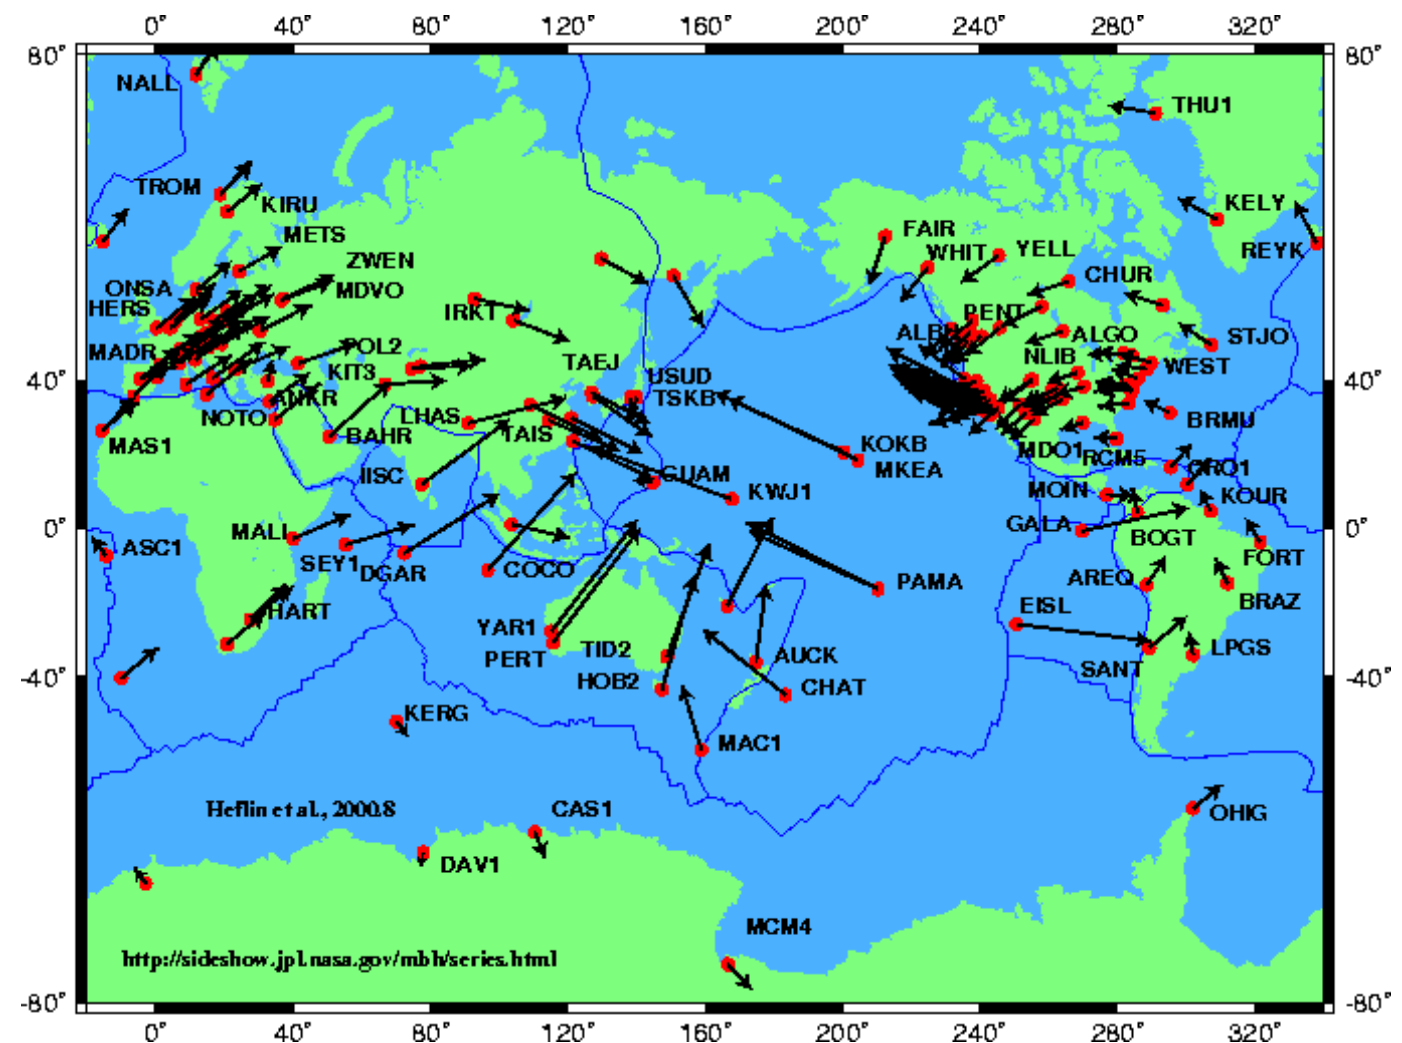 0° 40° 80° 120° 160° 200° 240° 280° 320°
80° 80°
NALL
THU1
TROM
KIRU
KELY
METS
FAIR
REYK
ZWEN
WHIT YELL
ONSA
MDVO
CHUR
HERS
IRKT
PENT
ALBH
ALGO
STJO
MADR
POL2
TAEJ
NLIB
WEST
KIT3
40° USUD 40°
ANKR
TSKB
NOTO
LHAS
BRMU
MAS1
BAHR
TAIS
KOKB
MDO1
RCM5
MKEA
CRO1
IISC
GUAM
KWJ1
MOIN
KOUR
0° MALI GALA 0°
BOGT
ASC1
SEY1
DGAR
COCO
FORT
PAMA
AREQ
HART
EISL
BRAZ
YAR1
PERT
TID2
AUCK
LPGS
SANT
-40° HOB2 CHAT -40°
KERG
MAC1
Heflin et al., 2000.8
CAS1
OHIG
DAV1
MCM4
http://sideshow.jpl.nasa.gov/mbh/series.html
-80° -80°
0° 40° 80° 120° 160° 200° 240° 280° 320°